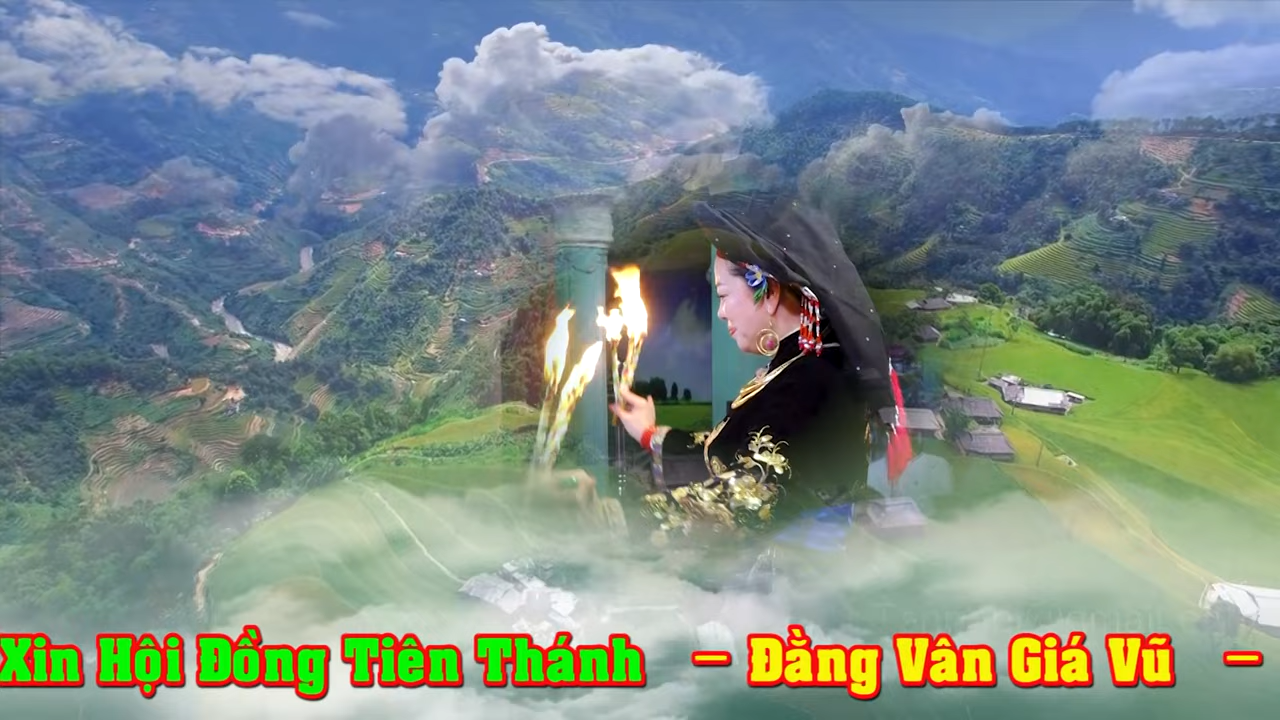 Xin Hội Đồng Tiên Thánh – Đằng Vân Giá Vũ –